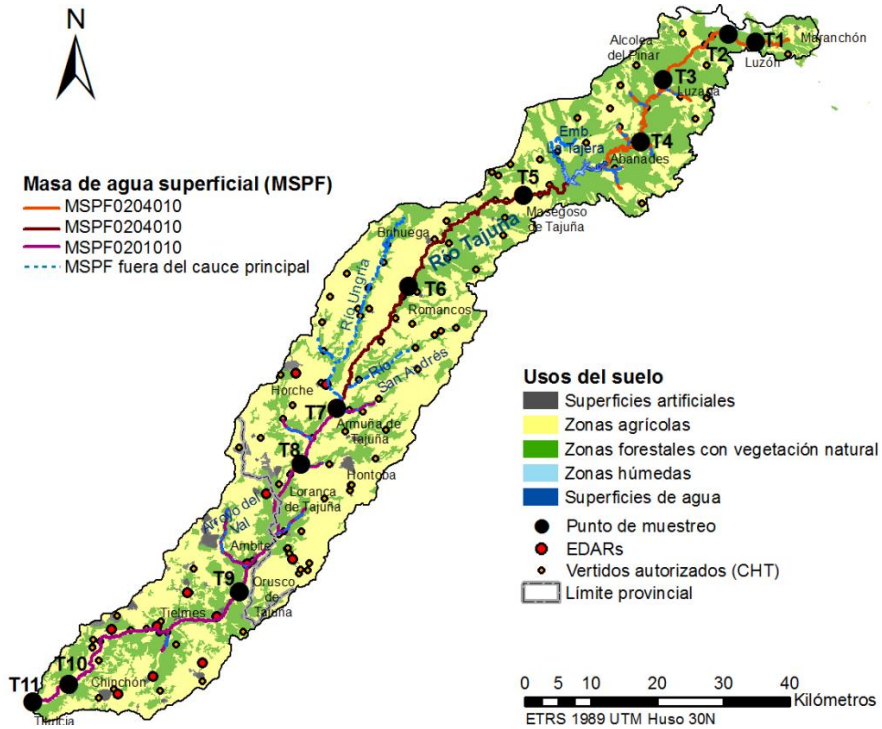 N
Alcolea
del Pinar
Maranchón
T1
T2
Luzón
T3
Luzaga
T4
Emb.
La Tajera
Abanades
T5
Masegoso
de Tajuña
Masa de agua superficial (MSPF)
MSPF0204010
MSPF0204010
MSPF0201010
MSPF fuera del cauce principal
Brihuega
Río Tajuña
Río Ungría
T6
Romancos
Río
San Andrés
Horche
T7
Armuña de
Tajuña
T8
Hontoba
Loranca
de Tajuña
Arroyo del
Val
Ambite
T9
Orusco
de
Tajuña
Tielmes
T10
Chinchón
T11
Titulcia
Usos del suelo
Superficies artificiales
Zonas agrícolas
Zonas forestales con vegetación natural
Zonas húmedas
Superficies de agua
Punto de muestreo
EDARs
Vertidos autorizados (CHT)
Límite provincial
0 5 10 20 30 40
Kilómetros
ETRS 1989 UTM Huso 30N